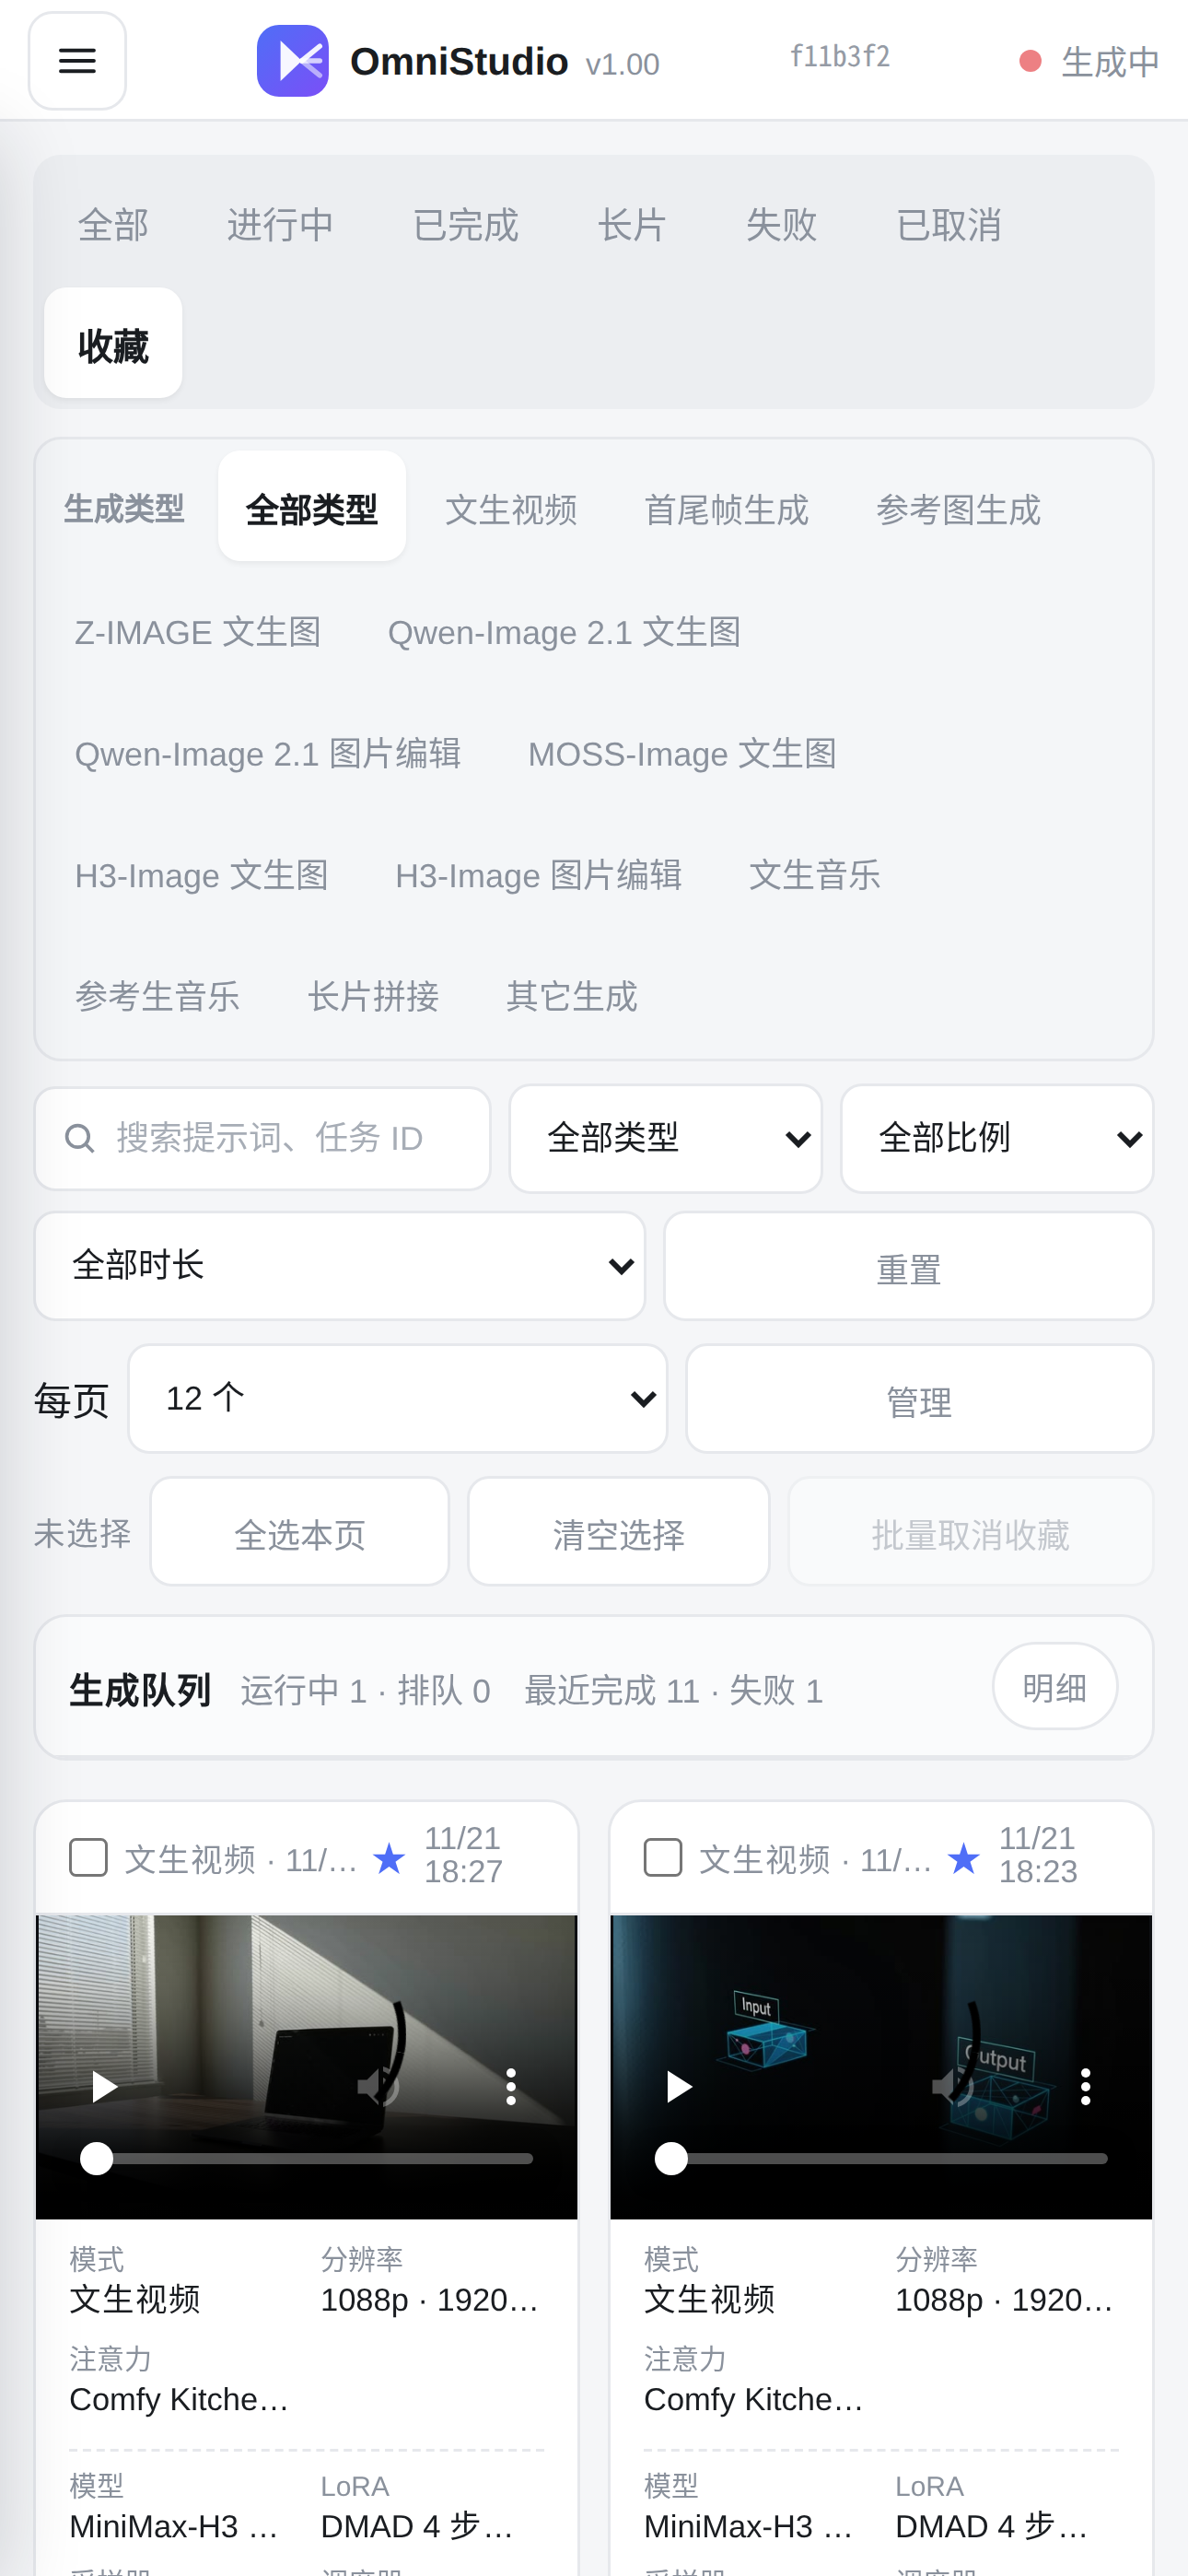 OmniStudio v1.00 f11b3f2 生成中
全部 进行中 已完成 长片 失败 已取消
收藏
生成类型 全部类型 文生视频 首尾帧生成 参考图生成
Z-IMAGE 文生图 Qwen-Image 2.1 文生图
Qwen-Image 2.1 图片编辑 MOSS-Image 文生图
H3-Image 文生图 H3-Image 图片编辑 文生音乐
参考生音乐 长片拼接 其它生成
搜索提示词、任务 ID 全部类型 全部比例
全部时长 重置
每页 12 个 管理
未选择 全选本页 清空选择 批量取消收藏
生成队列 运行中 1 · 排队 0 最近完成 11 · 失败 1 明细
文生视频 · 11/… ★ 11/21 18:27
文生视频 · 11/… ★ 11/21 18:23
Input
Output
模式 分辨率
文生视频 1088p · 1920…
注意力
Comfy Kitche…
模型 LoRA
MiniMax-H3 … DMAD 4 步…
模式 分辨率
文生视频 1088p · 1920…
注意力
Comfy Kitche…
模型 LoRA
MiniMax-H3 … DMAD 4 步…